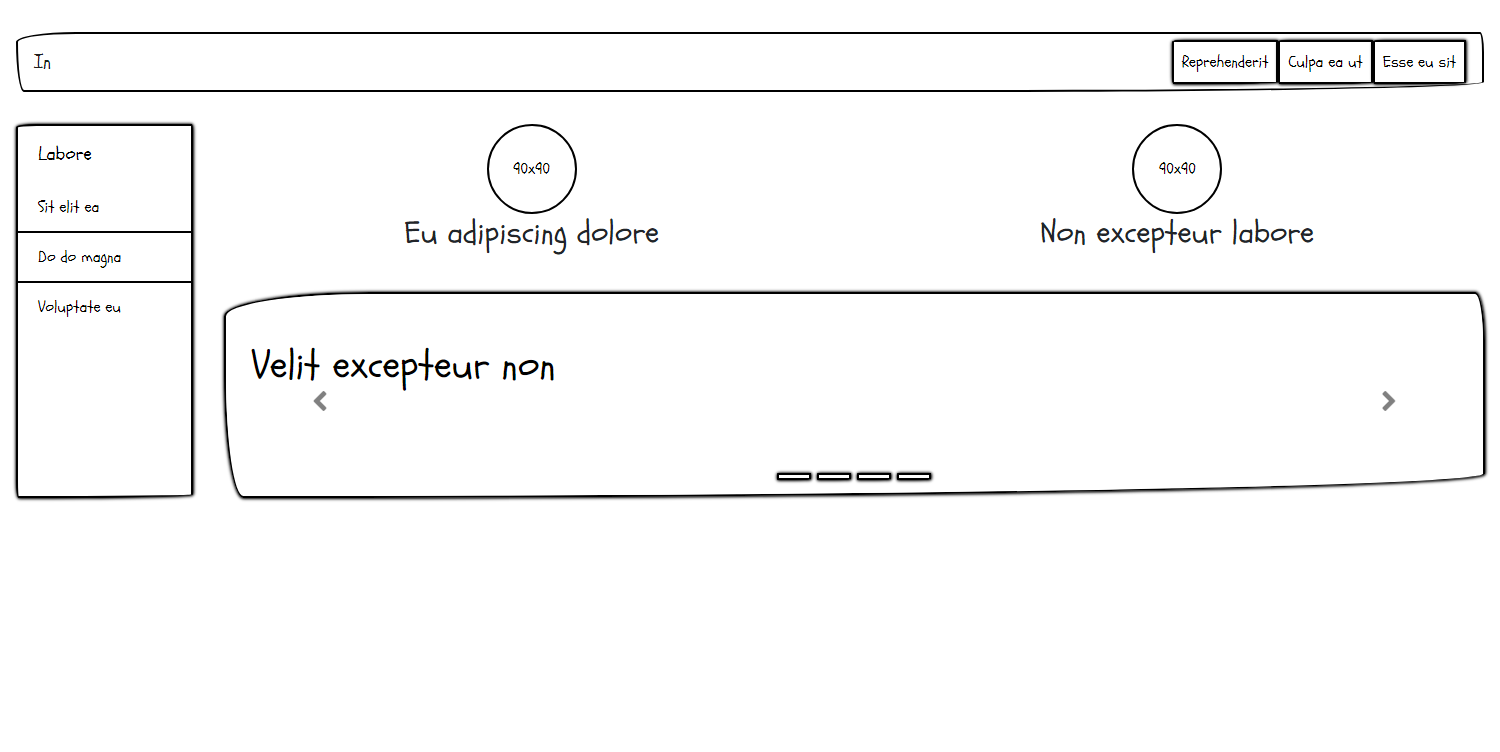 In
Reprehenderit
Culpa ea ut
Esse eu sit
Labore
Sit elit ea
Do do magna
Voluptate eu
90x90
Eu adipiscing dolore
90x90
Non excepteur labore
Velit excepteur non